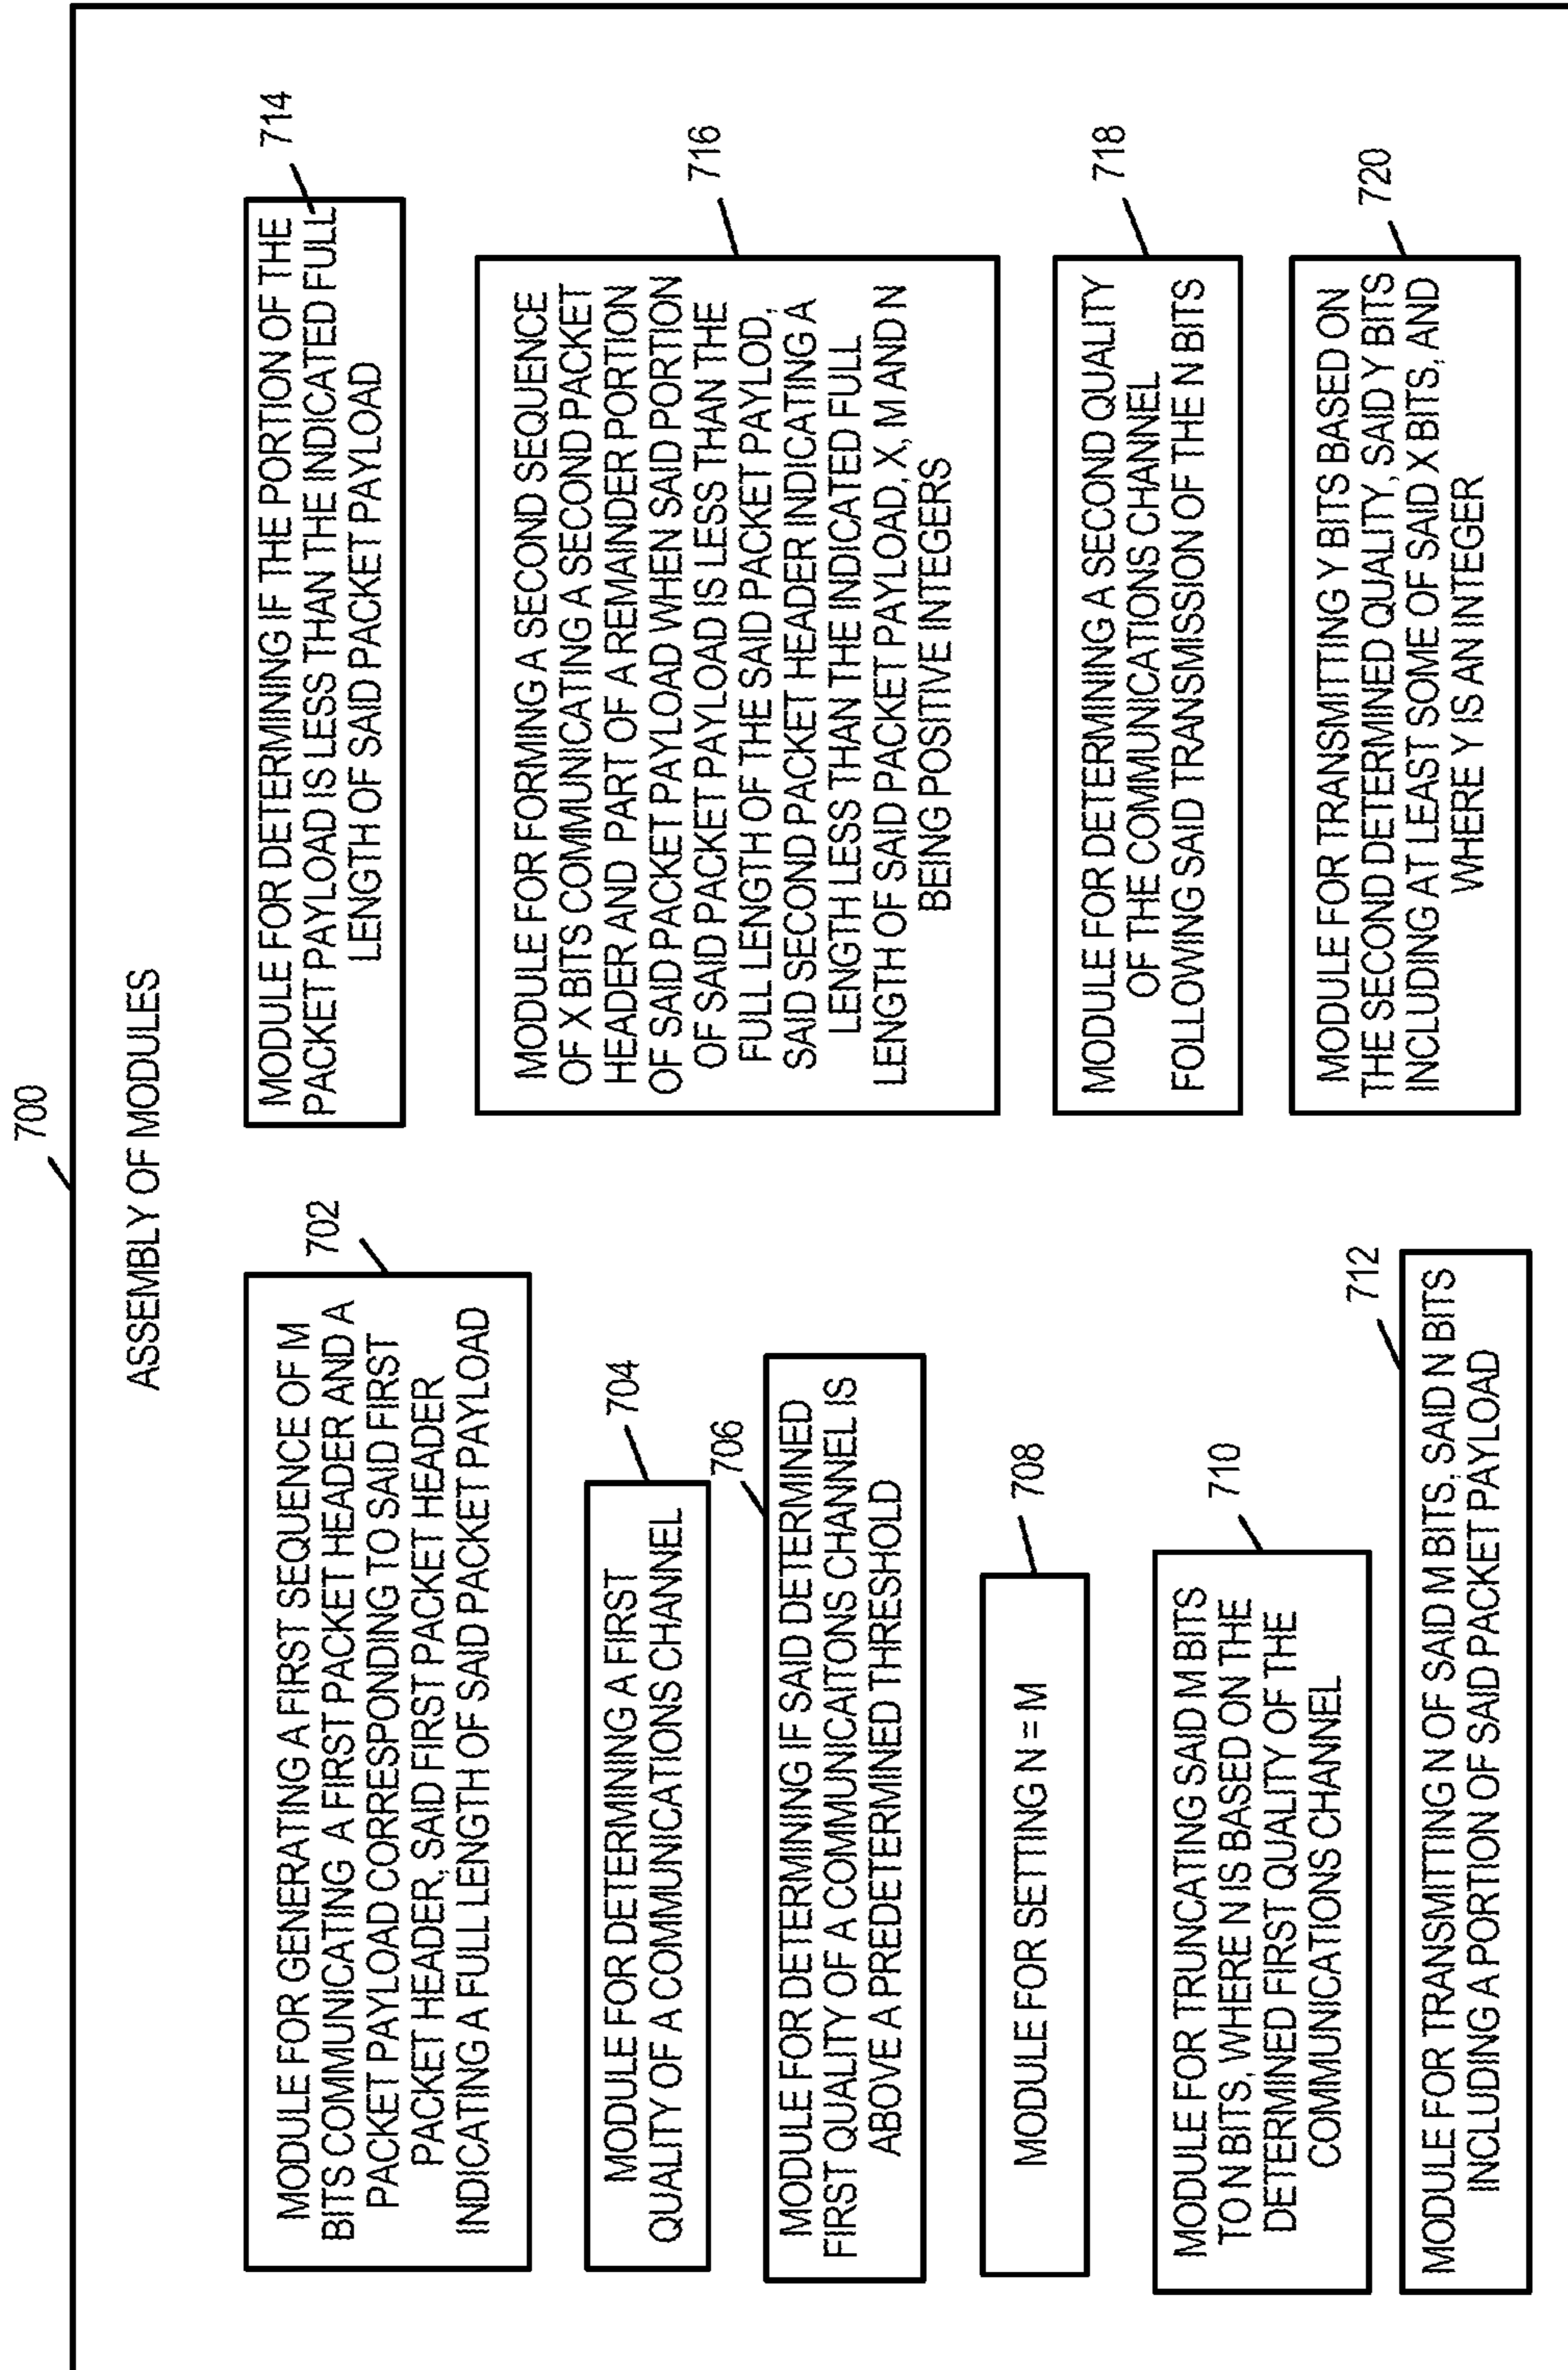 700
ASSEMBLY OF MODULES
702
MODULE FOR GENERATING A FIRST SEQUENCE OF M
BITS COMMUNICATING A FIRST PACKET HEADER AND A
PACKET PAYLOAD CORRESPONDING TO SAID FIRST
PACKET HEADER, SAID FIRST PACKET HEADER
INDICATING A FULL LENGTH OF SAID PACKET PAYLOAD
704
MODULE FOR DETERMINING A FIRST
QUALITY OF A COMMUNICATIONS CHANNEL
706
MODULE FOR DETERMINING IF SAID DETERMINED
FIRST QUALITY OF A COMMUNICAITONS CHANNEL IS
ABOVE A PREDETERMINED THRESHOLD
708
MODULE FOR SETTING N = M
710
MODULE FOR TRUNCATING SAID M BITS
TO N BITS, WHERE N IS BASED ON THE
DETERMINED FIRST QUALITY OF THE
COMMUNICATIONS CHANNEL
712
MODULE FOR TRANSMITTING N OF SAID M BITS, SAID N BITS
INCLUDING A PORTION OF SAID PACKET PAYLOAD
714
MODULE FOR DETERMINING IF THE PORTION OF THE
PACKET PAYLOAD IS LESS THAN THE INDICATED FULL
LENGTH OF SAID PACKET PAYLOAD
716
MODULE FOR FORMING A SECOND SEQUENCE
OF X BITS COMMUNICATING A SECOND PACKET
HEADER AND PART OF A REMAINDER PORTION
OF SAID PACKET PAYLOAD WHEN SAID PORTION
OF SAID PACKET PAYLOAD IS LESS THAN THE
FULL LENGTH OF THE SAID PACKET PAYLOD,
SAID SECOND PACKET HEADER INDICATING A
LENGTH LESS THAN THE INDICATED FULL
LENGTH OF SAID PACKET PAYLOAD, X, M AND N
BEING POSITIVE INTEGERS
718
MODULE FOR DETERMINING A SECOND QUALITY
OF THE COMMUNICATIONS CHANNEL
FOLLOWING SAID TRANSMISSION OF THE N BITS
720
MODULE FOR TRANSMITTING Y BITS BASED ON
THE SECOND DETERMINED QUALITY, SAID Y BITS
INCLUDING AT LEAST SOME OF SAID X BITS, AND
WHERE Y IS AN INTEGER